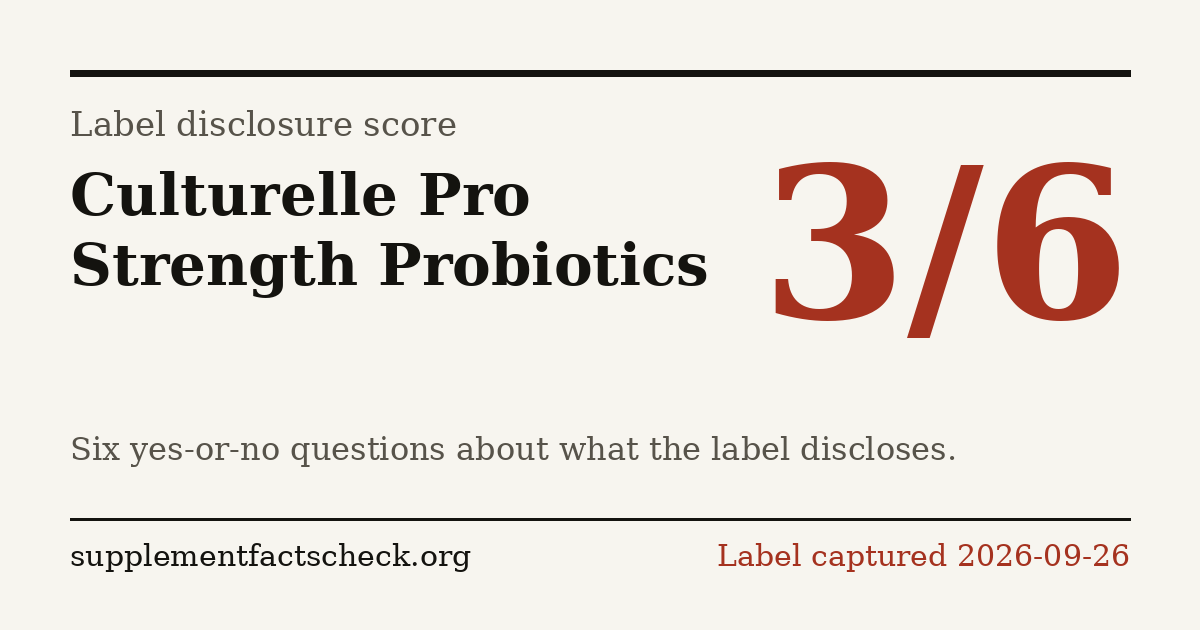 Label disclosure score
Culturelle Pro
Strength Probiotics
3/6
Six yes-or-no questions about what the label discloses.
supplementfactscheck.org
Label captured 2026-09-26